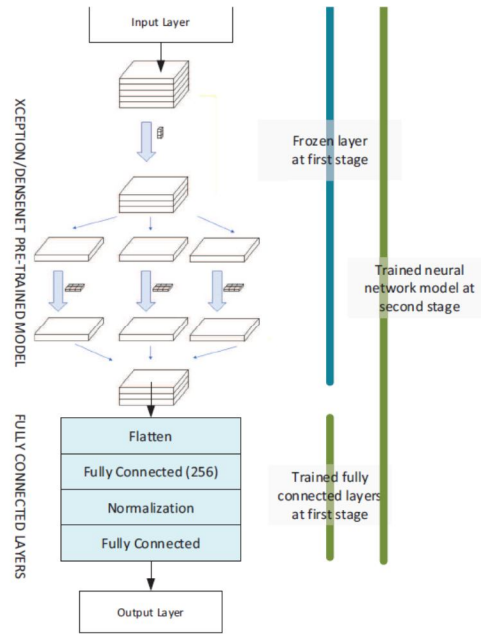 Input Layer
XCEPTION/DENSENET PRE-TRAINED MODEL
Frozen layer
at first stage
Trained neural
network model at
second stage
FULLY CONNECTED LAYERS
Flatten
Fully Connected (256)
Normalization
Fully Connected
Trained fully
connected layers
at first stage
Output Layer